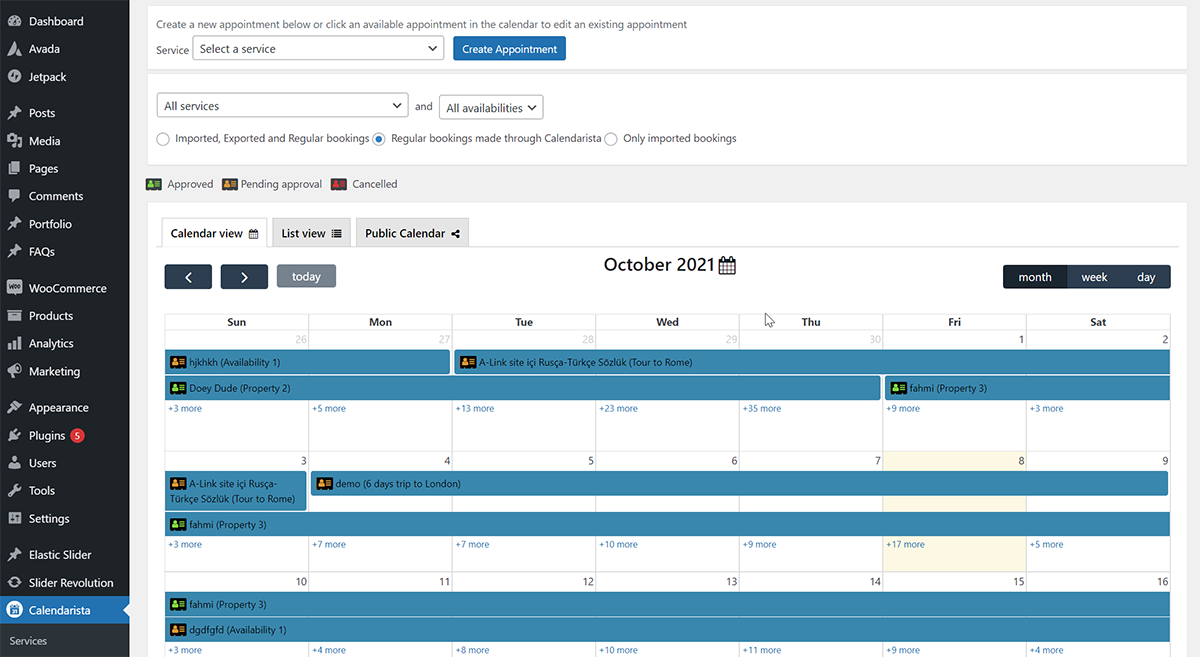 Dashboard
Avada
Jetpack
Posts
Media
Pages
Comments
Portfolio
FAQs
WooCommerce
Products
Analytics
Marketing
Appearance
Plugins 5
Users
Tools
Settings
Elastic Slider
Slider Revolution
Calendarista
Services
Create a new appointment below or click an available appointment in the calendar to edit an existing appointment
Service Select a service Create Appointment
All services and All availabilities
Imported, Exported and Regular bookings Regular bookings made through Calendarista Only imported bookings
Approved Pending approval Cancelled
Calendar view List view Public Calendar
today October 2021 month week day
Sun Mon Tue Wed Thu Fri Sat
26 27 28 29 30 1 2
hjkhkh (Availability 1) A-Link site içi Rusça-Türkçe Sözlük (Tour to Rome)
Doey Dude (Property 2) fahmi (Property 3)
+3 more +5 more +13 more +23 more +35 more +9 more +3 more
3 4 5 6 7 8 9
A-Link site içi Rusça- demo (6 days trip to London)
Türkçe Sözlük (Tour to Rome)
fahmi (Property 3)
+3 more +7 more +7 more +10 more +9 more +17 more +5 more
10 11 12 13 14 15 16
fahmi (Property 3)
dgdfgfd (Availability 1)
+3 more +4 more +8 more +10 more +11 more +9 more +4 more